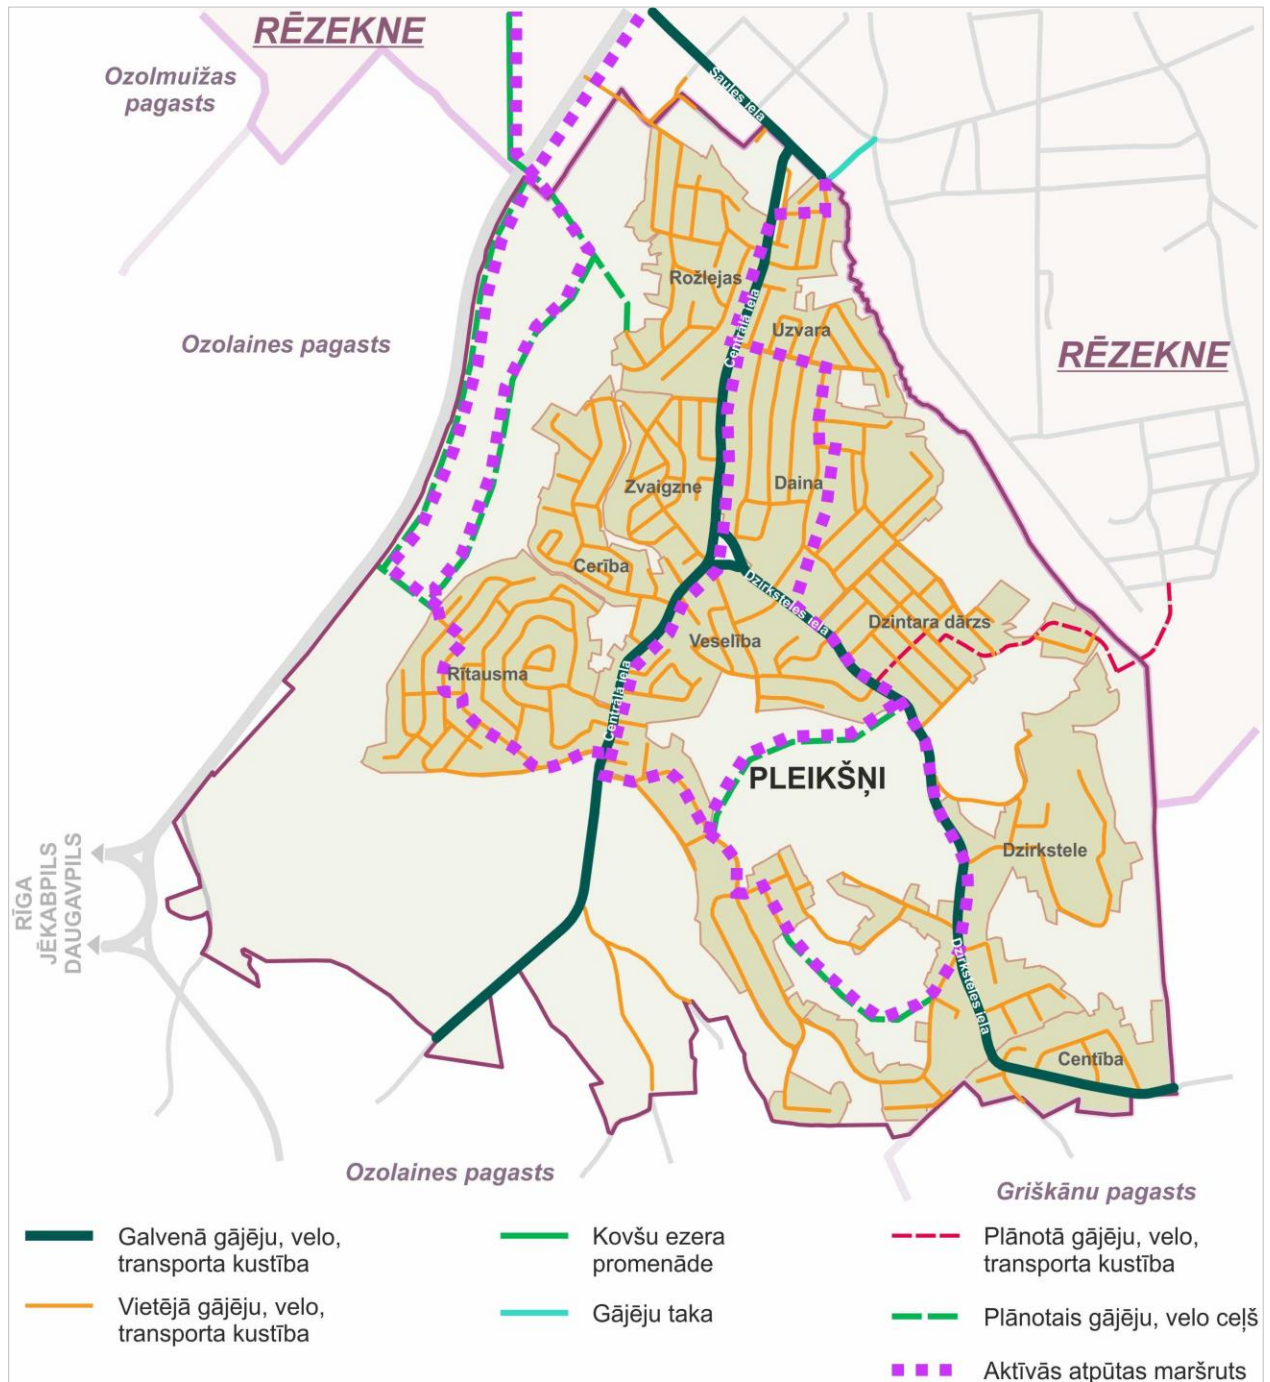 RĒZEKNE
Ozolmuižas
pagasts
Saules iela
Ozolaines pagasts
Rožlejas
Centrālā iela
Uzvara
RĒZEKNE
Zvaigzne
Daina
Cerība
Dzirksteles iela
Dzintara dārzs
Veselība
Rītausma
Centrālā iela
PLEIKŠŅI
Dzirkstele
RĪGA
JĒKABPILS
DAUGAVPILS
Dzirksteles iela
Centība
Ozolaines pagasts
Griškānu pagasts
Galvenā gājēju, velo,
transporta kustība
Vietējā gājēju, velo,
transporta kustība
Kovšu ezera
promenāde
Gājēju taka
Plānotā gājēju, velo,
transporta kustība
Plānotais gājēju, velo ceļš
Aktīvās atpūtas maršruts